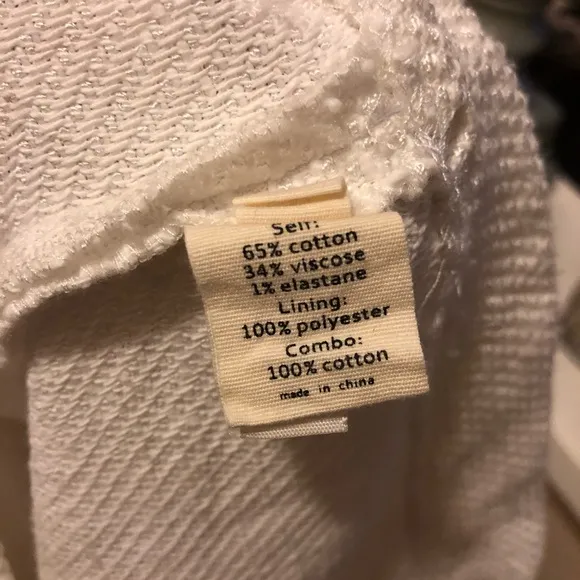 Self:
65% cotton
34% viscose
1% elastane
Lining:
100% polyester
Combo:
100% cotton
made in china